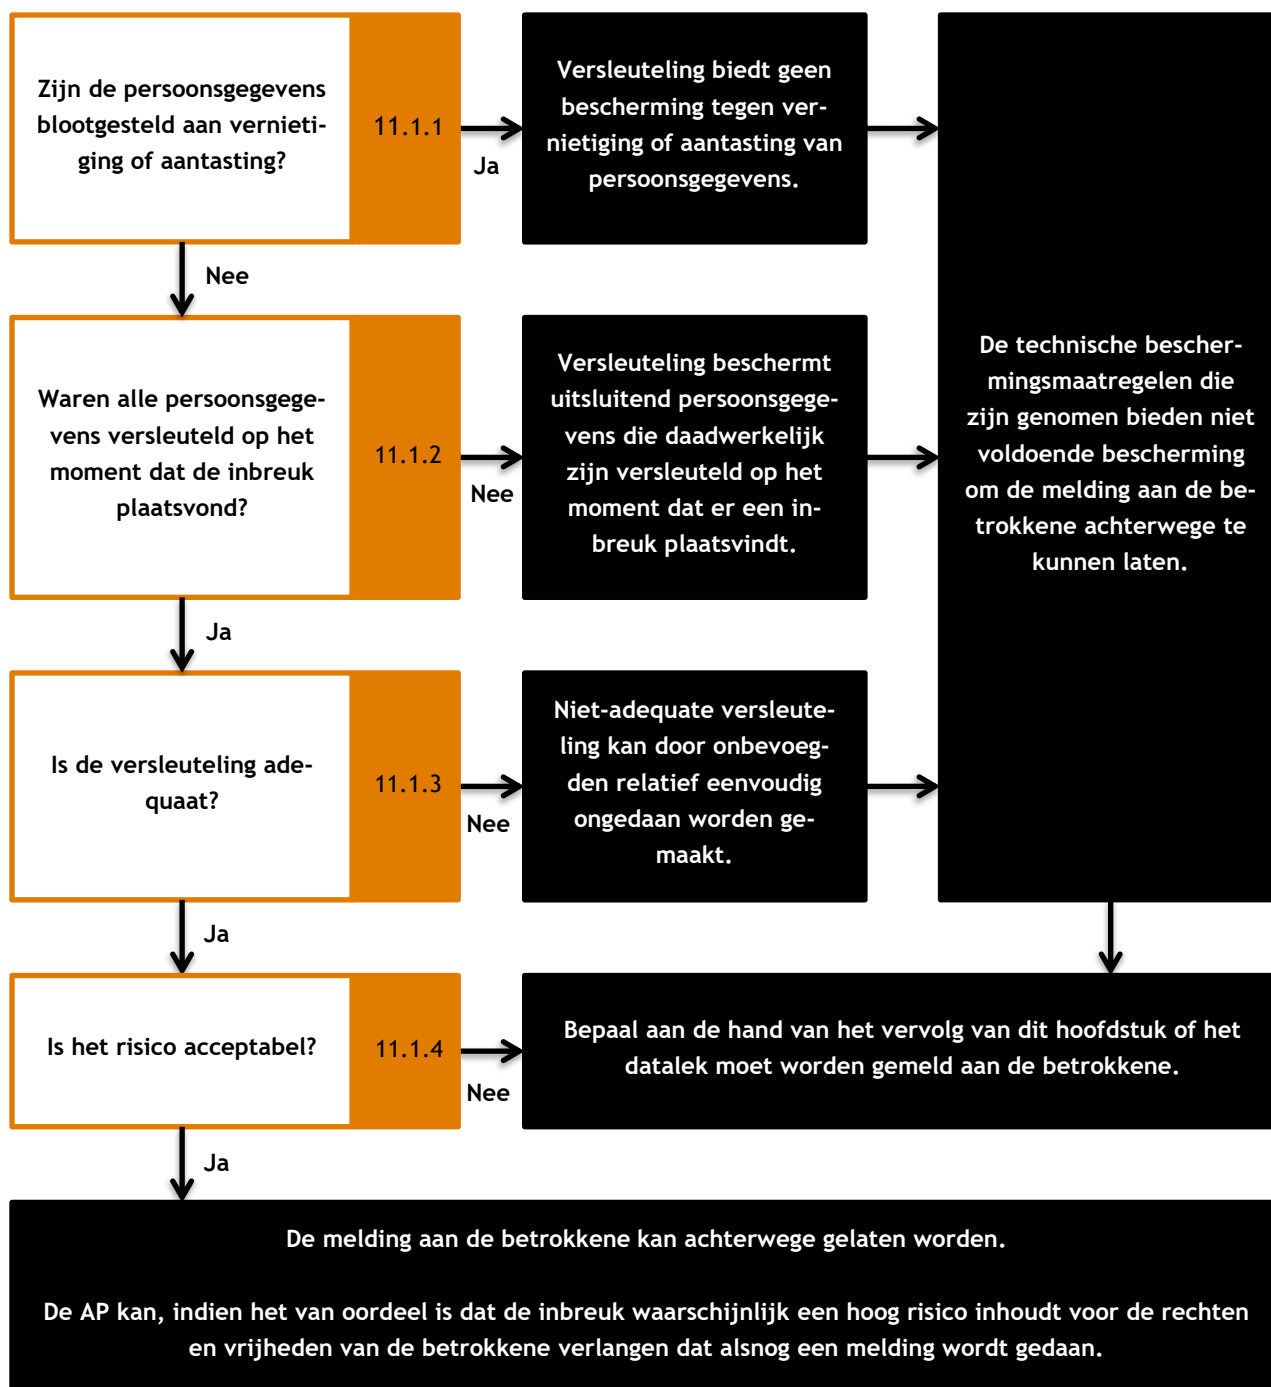 Zijn de persoonsgegevens
blootgesteld aan vernieti-
ging of aantasting?
11.1.1
Ja
Versleuteling biedt geen
bescherming tegen ver-
nietiging of aantasting van
persoonsgegevens.
Nee
Waren alle persoonsgege-
vens versleuteld op het
moment dat de inbreuk
plaatsvond?
11.1.2
Nee
Versleuteling beschermt
uitsluitend persoonsgege-
vens die daadwerkelijk
zijn versleuteld op het
moment dat er een in-
breuk plaatsvindt.
De technische bescher-
mingsmaatregelen die
zijn genomen bieden niet
voldoende bescherming
om de melding aan de be-
trokkene achterwege te
kunnen laten.
Ja
Is de versleuteling ade-
quaat?
11.1.3
Nee
Niet-adequate versleute-
ling kan door onbevoeg-
den relatief eenvoudig
ongedaan worden ge-
maakt.
Ja
Is het risico acceptabel?
11.1.4
Nee
Bepaal aan de hand van het vervolg van dit hoofdstuk of het
datalek moet worden gemeld aan de betrokkene.
Ja
De melding aan de betrokkene kan achterwege gelaten worden.
De AP kan, indien het van oordeel is dat de inbreuk waarschijnlijk een hoog risico inhoudt voor de rechten
en vrijheden van de betrokkene verlangen dat alsnog een melding wordt gedaan.